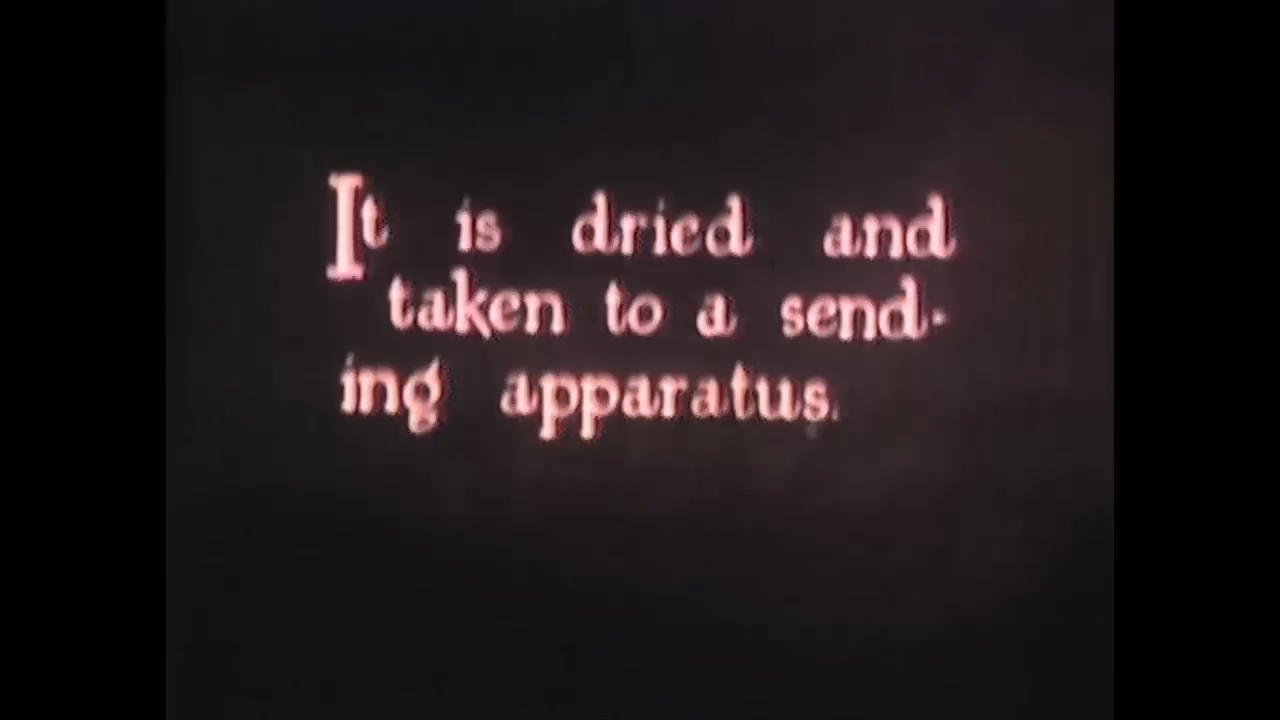 It is dried and
taken to a send-
ing apparatus.